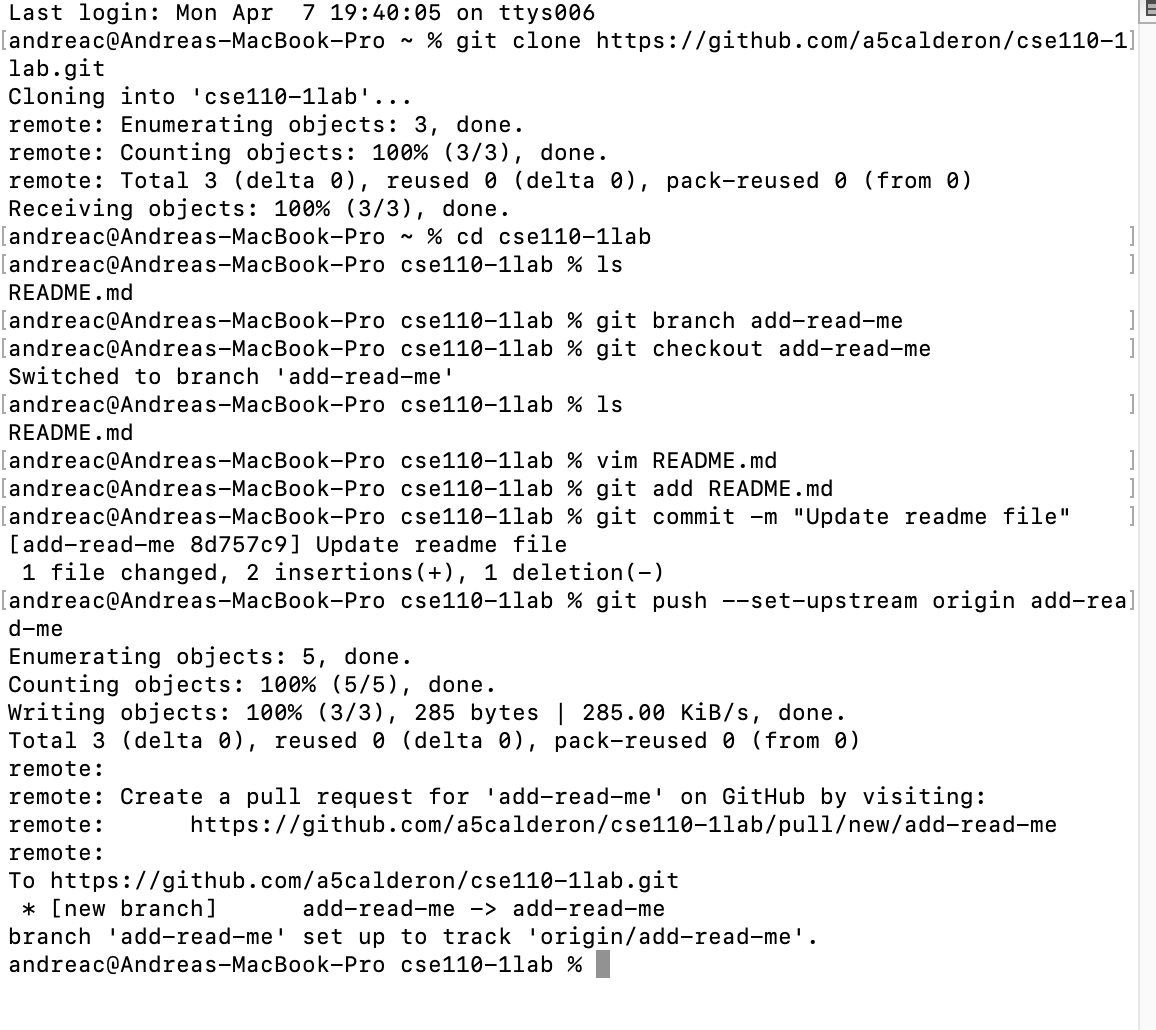 Last login: Mon Apr  7 19:40:05 on ttys006
[andreac@Andreas-MacBook-Pro ~ % git clone https://github.com/a5calderon/cse110-1]
lab.git
Cloning into 'cse110-1lab'...
remote: Enumerating objects: 3, done.
remote: Counting objects: 100% (3/3), done.
remote: Total 3 (delta 0), reused 0 (delta 0), pack-reused 0 (from 0)
Receiving objects: 100% (3/3), done.
[andreac@Andreas-MacBook-Pro ~ % cd cse110-1lab ]
[andreac@Andreas-MacBook-Pro cse110-1lab % ls ]
README.md
[andreac@Andreas-MacBook-Pro cse110-1lab % git branch add-read-me ]
[andreac@Andreas-MacBook-Pro cse110-1lab % git checkout add-read-me ]
Switched to branch 'add-read-me'
[andreac@Andreas-MacBook-Pro cse110-1lab % ls ]
README.md
[andreac@Andreas-MacBook-Pro cse110-1lab % vim README.md ]
[andreac@Andreas-MacBook-Pro cse110-1lab % git add README.md ]
[andreac@Andreas-MacBook-Pro cse110-1lab % git commit -m "Update readme file" ]
[add-read-me 8d757c9] Update readme file
 1 file changed, 2 insertions(+), 1 deletion(-)
[andreac@Andreas-MacBook-Pro cse110-1lab % git push --set-upstream origin add-rea]
d-me
Enumerating objects: 5, done.
Counting objects: 100% (5/5), done.
Writing objects: 100% (3/3), 285 bytes | 285.00 KiB/s, done.
Total 3 (delta 0), reused 0 (delta 0), pack-reused 0 (from 0)
remote:
remote: Create a pull request for 'add-read-me' on GitHub by visiting:
remote:      https://github.com/a5calderon/cse110-1lab/pull/new/add-read-me
remote:
To https://github.com/a5calderon/cse110-1lab.git
 * [new branch]      add-read-me -> add-read-me
branch 'add-read-me' set up to track 'origin/add-read-me'.
andreac@Andreas-MacBook-Pro cse110-1lab %